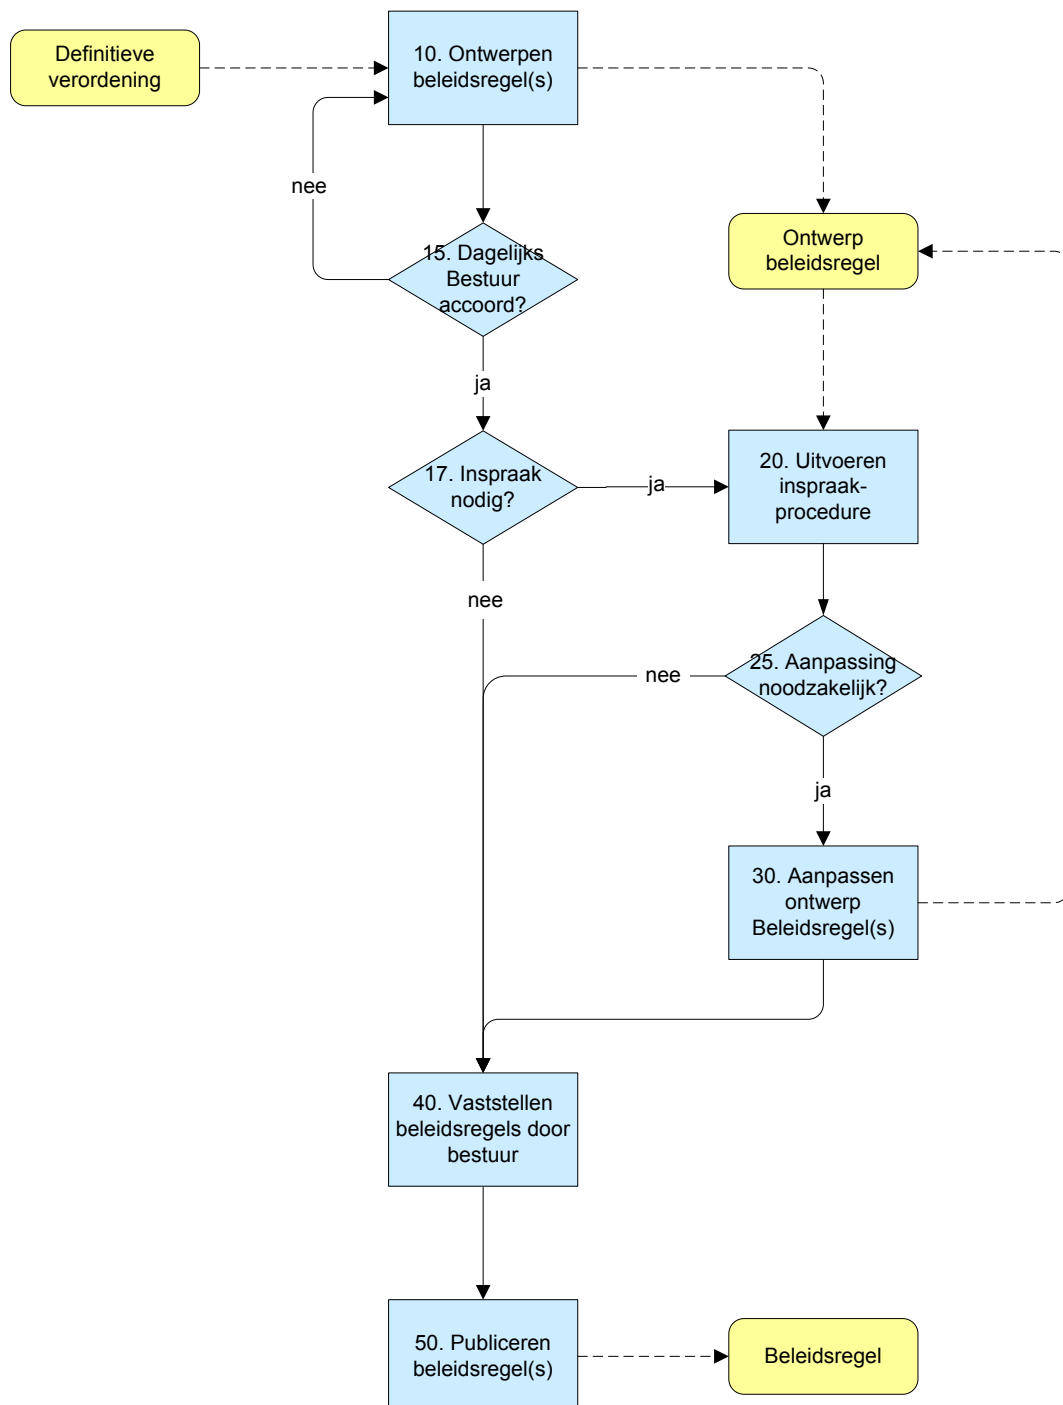 Definitieve
verordening
10. Ontwerpen
beleidsregel(s)
nee
15. Dagelijks
Bestuur
accoord?
Ontwerp
beleidsregel
ja
17. Inspraak
nodig?
ja
20. Uitvoeren
inspraak-
procedure
nee
25. Aanpassing
noodzakelijk?
nee
ja
30. Aanpassen
ontwerp
Beleidsregel(s)
40. Vaststellen
beleidsregels door
bestuur
50. Publiceren
beleidsregel(s)
Beleidsregel